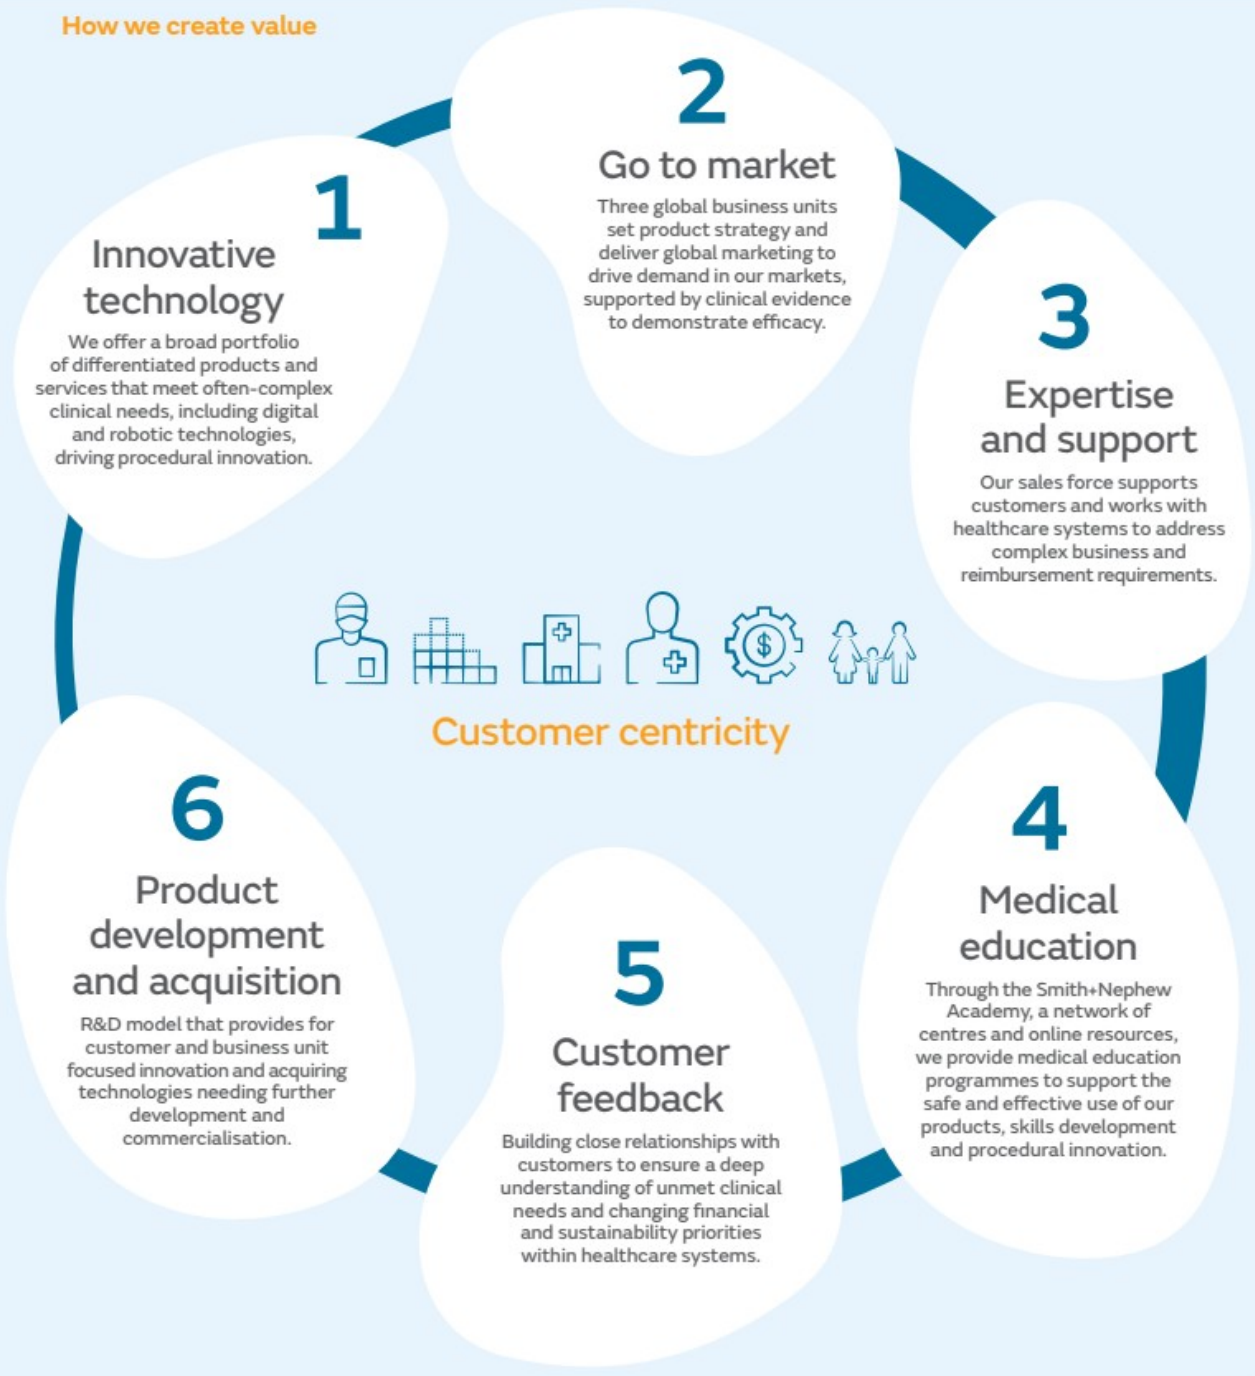 How we create value
1
Innovative
technology
We offer a broad portfolio
of differentiated products and
services that meet often-complex
clinical needs, including digital
and robotic technologies,
driving procedural innovation.
2
Go to market
Three global business units
set product strategy and
deliver global marketing to
drive demand in our markets,
supported by clinical evidence
to demonstrate efficacy.
3
Expertise
and support
Our sales force supports
customers and works with
healthcare systems to address
complex business and
reimbursement requirements.
$
Customer centricity
4
Medical
education
Through the Smith+Nephew
Academy, a network of
centres and online resources,
we provide medical education
programmes to support the
safe and effective use of our
products, skills development
and procedural innovation.
5
Customer
feedback
Building close relationships with
customers to ensure a deep
understanding of unmet clinical
needs and changing financial
and sustainability priorities
within healthcare systems.
6
Product
development
and acquisition
R&D model that provides for
customer and business unit
focused innovation and acquiring
technologies needing further
development and
commercialisation.